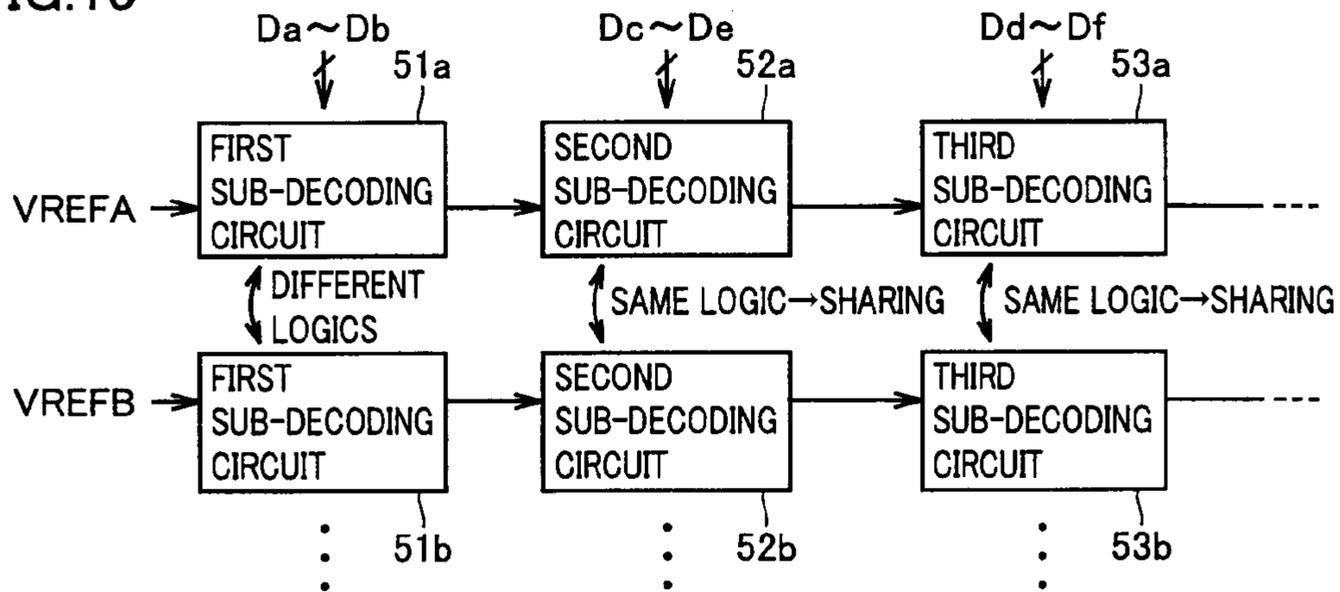 Da~Db Dc~De Dd~Df
51a 52a 53a
FIRST SECOND THIRD
SUB-DECODING SUB-DECODING SUB-DECODING
VREFA
CIRCUIT CIRCUIT CIRCUIT
DIFFERENT
LOGICS
SAME LOGIC→SHARING SAME LOGIC→SHARING
FIRST SECOND THIRD
VREFB
SUB-DECODING SUB-DECODING SUB-DECODING
CIRCUIT CIRCUIT CIRCUIT
51b 52b 53b